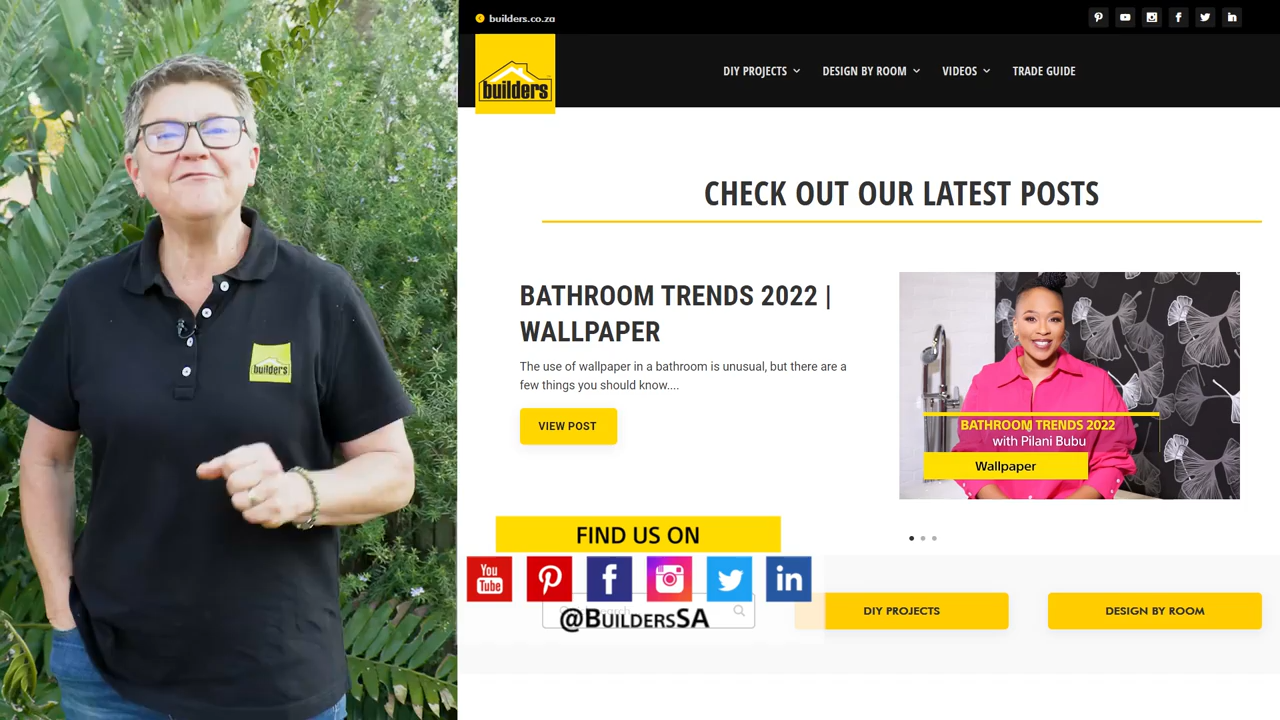 builders.co.za
builders
DIY PROJECTS
DESIGN BY ROOM
VIDEOS
TRADE GUIDE
CHECK OUT OUR LATEST POSTS
BATHROOM TRENDS 2022 |
WALLPAPER
The use of wallpaper in a bathroom is unusual, but there are a
few things you should know....
VIEW POST
BATHROOM TRENDS 2022
with Pilani Bubu
Wallpaper
builders
FIND US ON
You
Tube
in
@BUILDERSSA
DIY PROJECTS
DESIGN BY ROOM